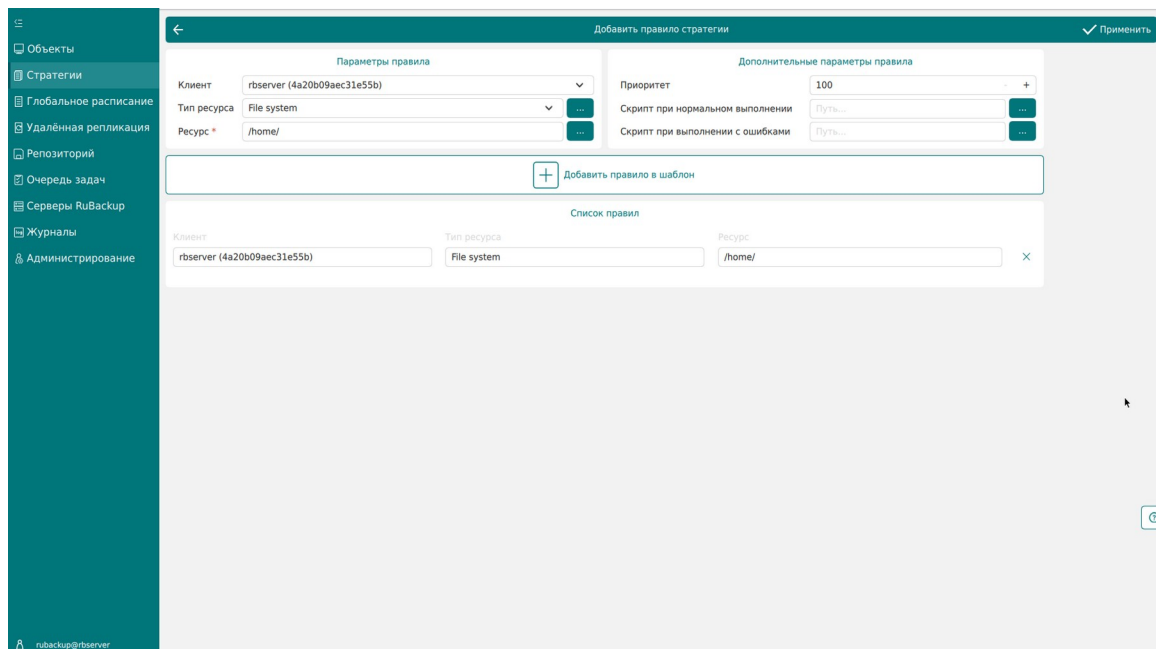 Добавить правило стратегии
Применить
Объекты
Стратегии
Глобальное расписание
Удалённая репликация
Репозиторий
Очередь задач
Серверы RuBackup
Журналы
Администрирование
rubackup@rbserver
Параметры правила
Клиент rbserver (4a20b09aec31e55b)
Тип ресурса File system ...
Ресурс * /home/ ...
Дополнительные параметры правила
Приоритет 100 - +
Скрипт при нормальном выполнении Путь... ...
Скрипт при выполнении с ошибками Путь... ...
Добавить правило в шаблон
Список правил
Клиент Тип ресурса Ресурс
rbserver (4a20b09aec31e55b) File system /home/